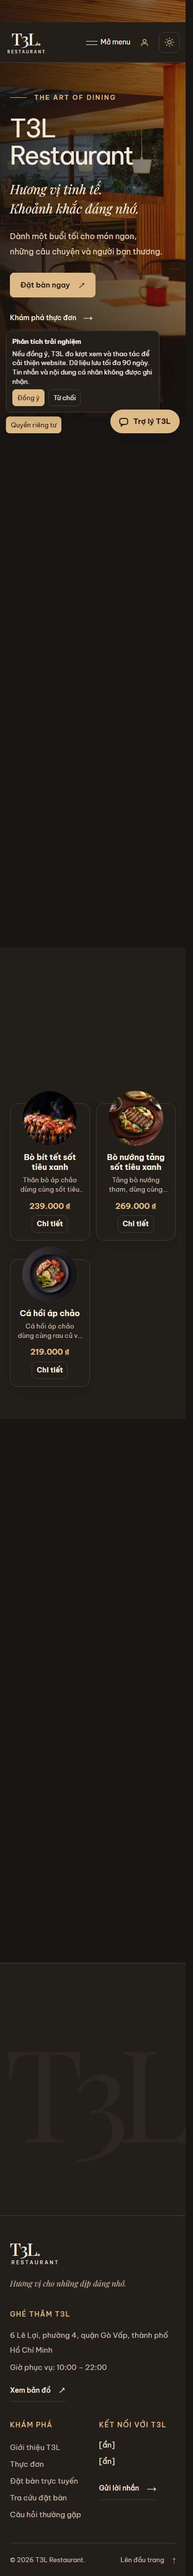 T3L
RESTAURANT
Mở menu
THE ART OF DINING
T3L
Restaurant
Hương vị tinh tế.
Khoảnh khắc đáng nhớ.
Dành một buổi tối cho món ngon,
những câu chuyện và người bạn thương.
Đặt bàn ngay ↗
Khám phá thực đơn →
Phân tích trải nghiệm
Nếu đồng ý, T3L đo lượt xem và thao tác để
cải thiện website. Dữ liệu lưu tối đa 90 ngày.
Tin nhắn và nội dung cá nhân không được ghi
nhận.
Đồng ý
Từ chối
Quyền riêng tư
Trợ lý T3L
Bò bít tết sốt
tiêu xanh
Thăn bò áp chảo
dùng cùng sốt tiêu…
239.000 ₫
Chi tiết
Bò nướng tảng
sốt tiêu xanh
Tảng bò nướng
thơm, dùng cùng…
269.000 ₫
Chi tiết
Cá hồi áp chảo
Cá hồi áp chảo
dùng cùng rau củ v…
219.000 ₫
Chi tiết
T3L
T3L
RESTAURANT
Hương vị cho những dịp đáng nhớ.
GHÉ THĂM T3L
6 Lê Lợi, phường 4, quận Gò Vấp, thành phố
Hồ Chí Minh
Giờ phục vụ: 10:00 – 22:00
Xem bản đồ ↗
KHÁM PHÁ
Giới thiệu T3L
Thực đơn
Đặt bàn trực tuyến
Tra cứu đặt bàn
Câu hỏi thường gặp
KẾT NỐI VỚI T3L
[ẩn]
[ẩn]
Gửi lời nhắn →
© 2026 T3L Restaurant.
Lên đầu trang ↑